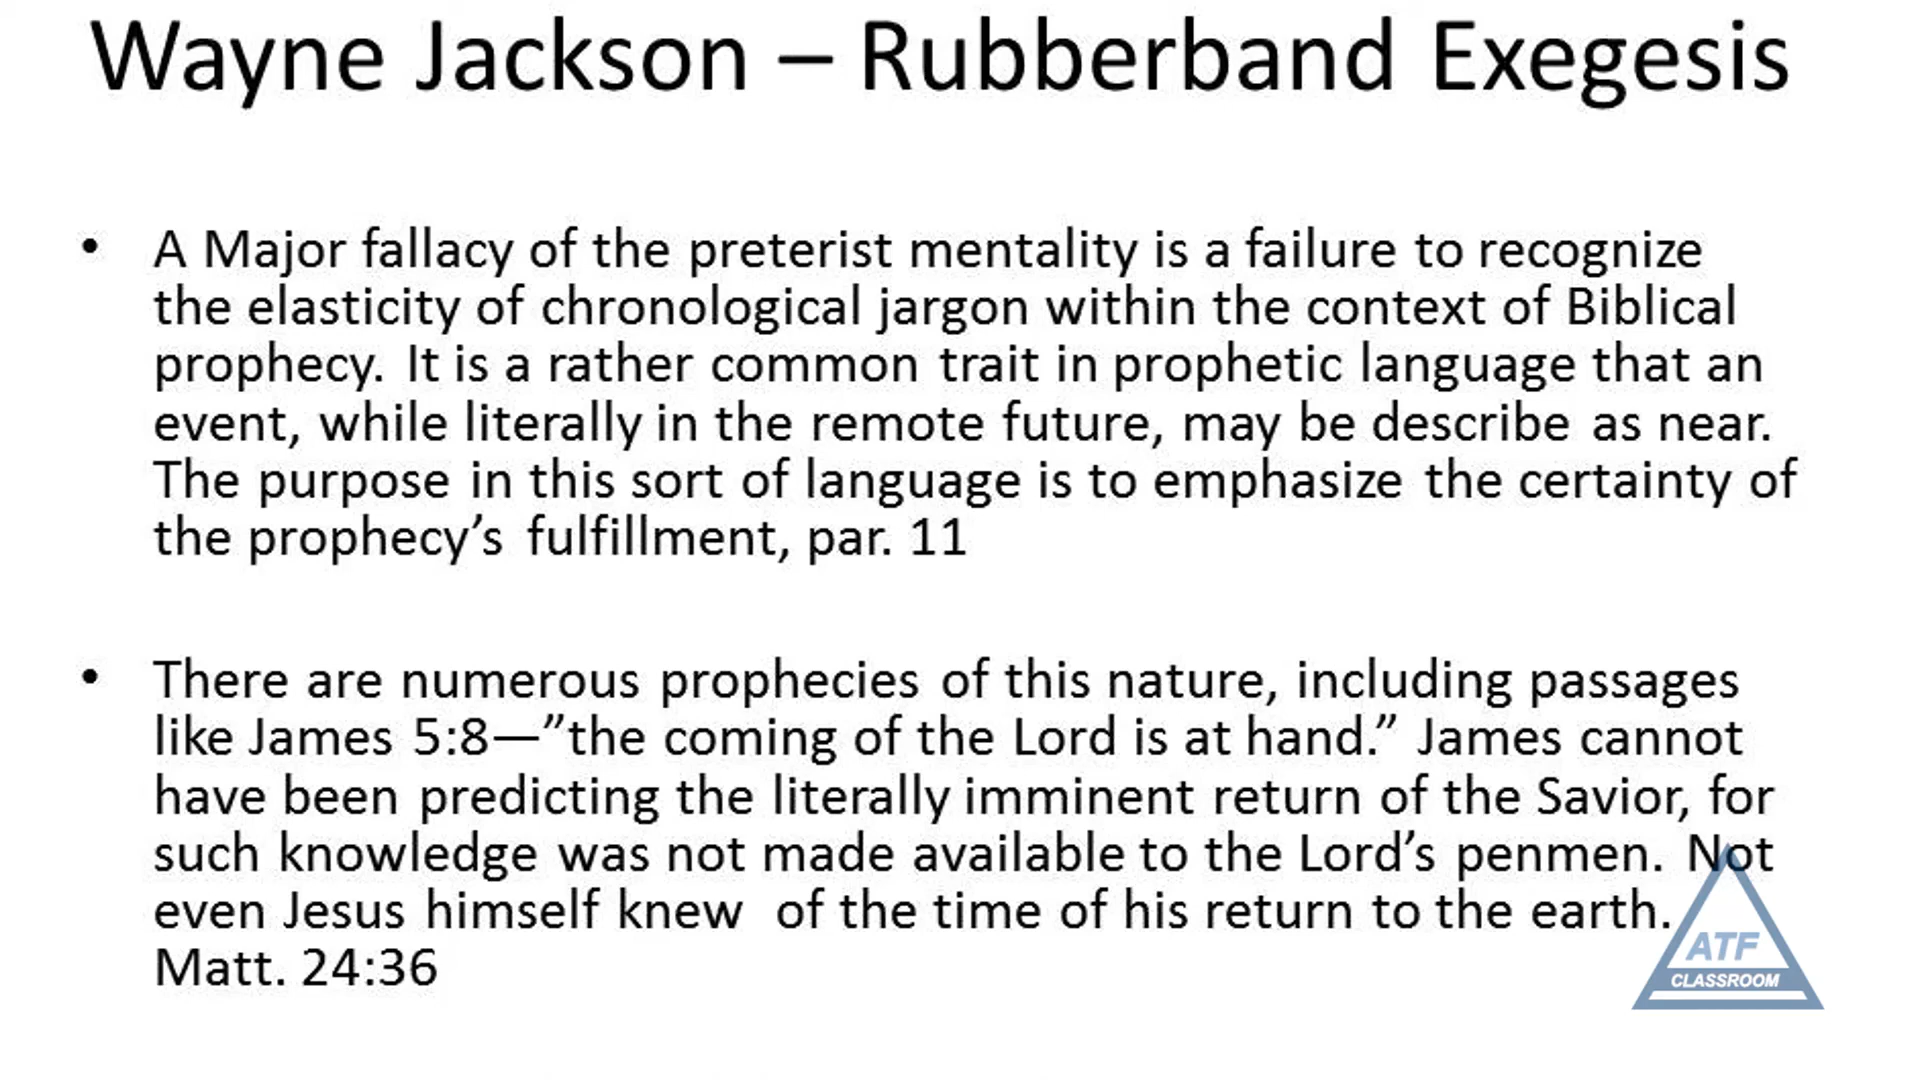 Wayne Jackson – Rubberband Exegesis
• A Major fallacy of the preterist mentality is a failure to recognize
the elasticity of chronological jargon within the context of Biblical
prophecy. It is a rather common trait in prophetic language that an
event, while literally in the remote future, may be describe as near.
The purpose in this sort of language is to emphasize the certainty of
the prophecy’s fulfillment, par. 11
• There are numerous prophecies of this nature, including passages
like James 5:8—”the coming of the Lord is at hand.” James cannot
have been predicting the literally imminent return of the Savior, for
such knowledge was not made available to the Lord’s penmen. Not
even Jesus himself knew of the time of his return to the earth.
Matt. 24:36
ATF
CLASSROOM